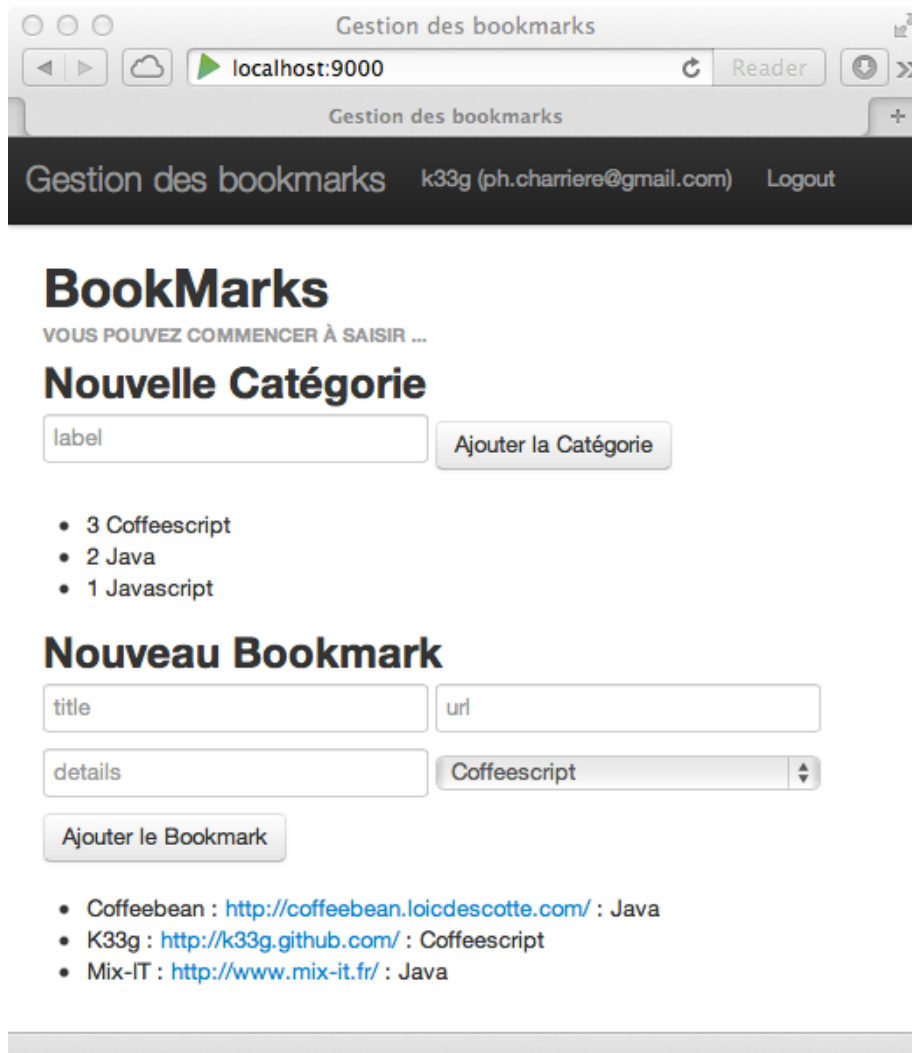 Gestion des bookmarks
localhost:9000 Reader
Gestion des bookmarks
Gestion des bookmarks k33g (ph.charriere@gmail.com) Logout
BookMarks
VOUS POUVEZ COMMENCER À SAISIR ...
Nouvelle Catégorie
label Ajouter la Catégorie
• 3 Coffeescript
• 2 Java
• 1 Javascript
Nouveau Bookmark
title url
details Coffeescript
Ajouter le Bookmark
• Coffeebean : http://coffeebean.loicdescotte.com/ : Java
• K33g : http://k33g.github.com/ : Coffeescript
• Mix-IT : http://www.mix-it.fr/ : Java